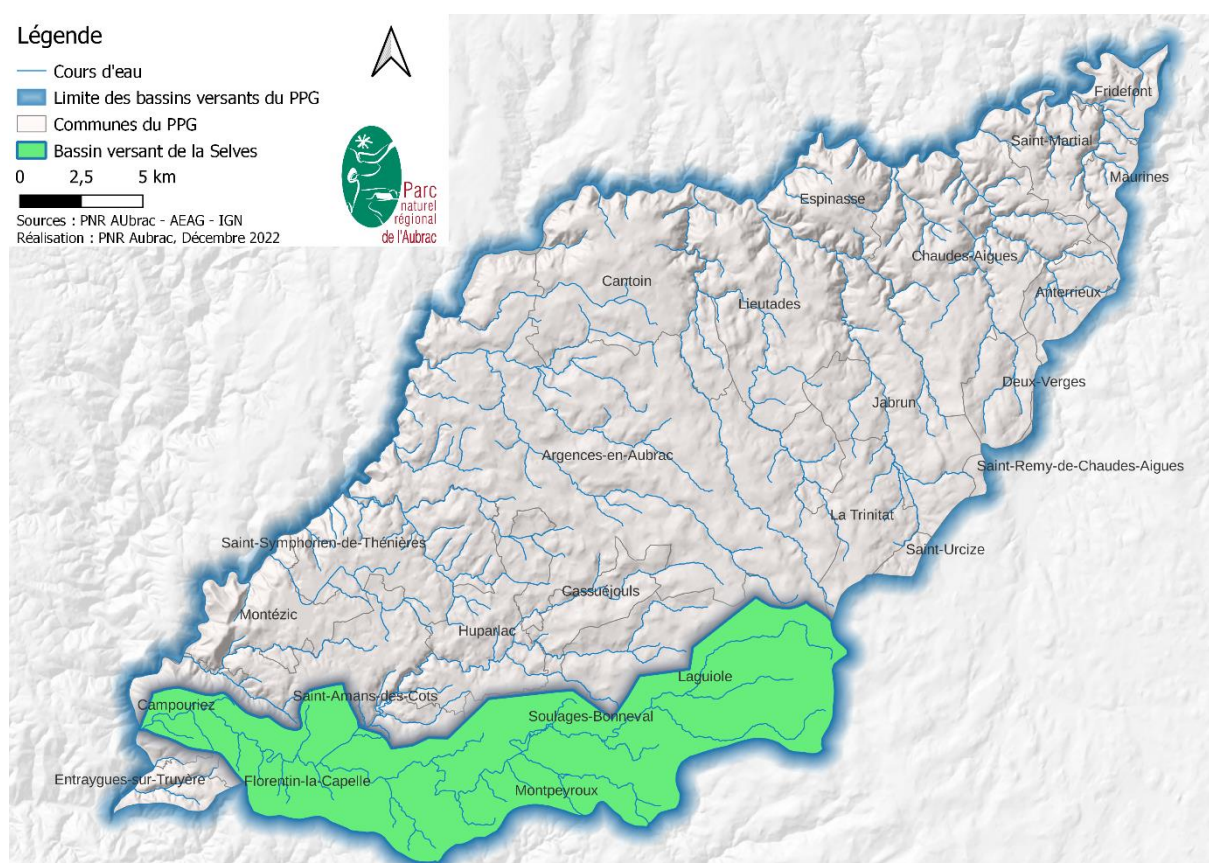 Légende
Cours d'eau
Limite des bassins versants du PPG
Communes du PPG
Bassin versant de la Selves
0 2,5 5 km
Sources : PNR AUbrac - AEAG - IGN
Réalisation : PNR Aubrac, Décembre 2022
Parc
naturel
régional
de l'Aubrac
Fridefont
Saint-Martial
Maurines
Espinasse
Chaudes-Aigues
Cantoin
Lieutades
Anterrieux
Deux-Verges
Jabrun
Argences-en-Aubrac
Saint-Remy-de-Chaudes-Aigues
La Trinitat
Saint-Symphorien-de-Thénières
Saint-Urcize
Cassuéjouls
Montézic
Huparlac
Laguiole
Saint-Amans-des-Cots
Campouriez
Soulages-Bonneval
Entraygues-sur-Truyère
Florentin-la-Capelle
Montpeyroux